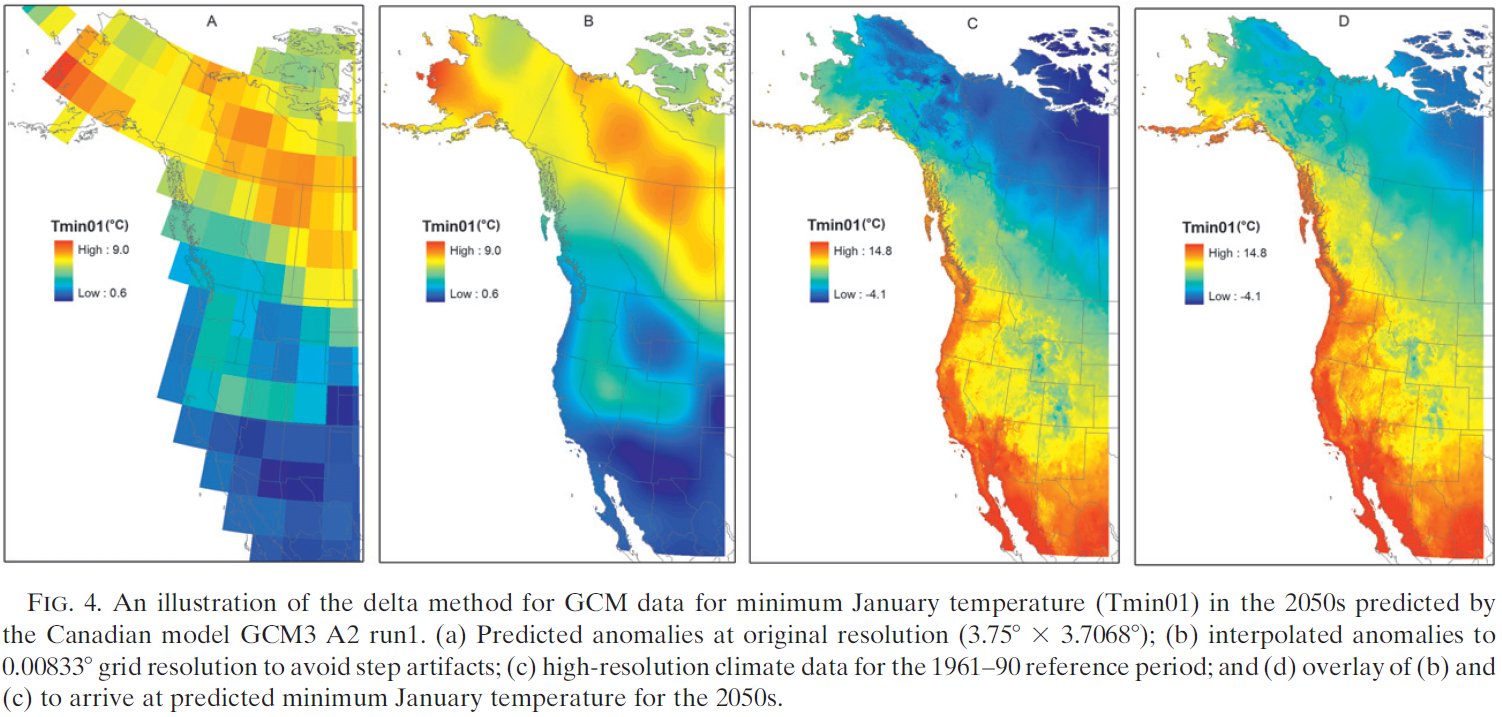 A
B
C
D
Tmin01(°C)
High : 9.0
Low : 0.6
Tmin01(°C)
High : 9.0
Low : 0.6
Tmin01(°C)
High : 14.8
Low : -4.1
Tmin01(°C)
High : 14.8
Low : -4.1
FIG. 4. An illustration of the delta method for GCM data for minimum January temperature (Tmin01) in the 2050s predicted by
the Canadian model GCM3 A2 run1. (a) Predicted anomalies at original resolution (3.75° × 3.7068°); (b) interpolated anomalies to
0.00833° grid resolution to avoid step artifacts; (c) high-resolution climate data for the 1961–90 reference period; and (d) overlay of (b) and
(c) to arrive at predicted minimum January temperature for the 2050s.